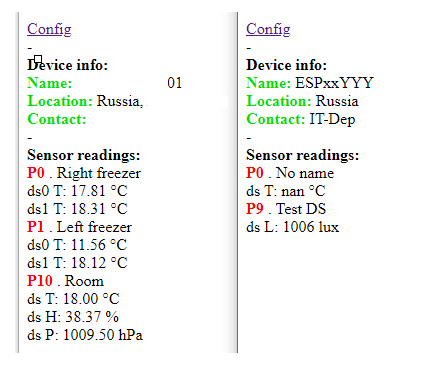 Config
-
Device info:
Name: 01
Location: Russia,
Contact:
-
Sensor readings:
P0 . Right freezer
ds0 T: 17.81 °C
ds1 T: 18.31 °C
P1 . Left freezer
ds0 T: 11.56 °C
ds1 T: 18.12 °C
P10 . Room
ds T: 18.00 °C
ds H: 38.37 %
ds P: 1009.50 hPa
Config
-
Device info:
Name: ESPxxYYY
Location: Russia
Contact: IT-Dep
-
Sensor readings:
P0 . No name
ds T: nan °C
P9 . Test DS
ds L: 1006 lux